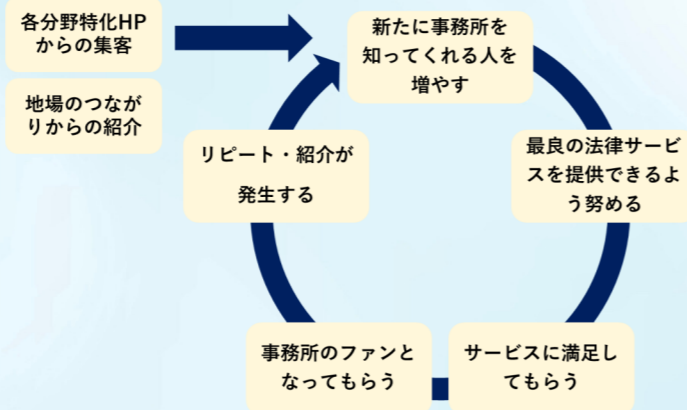 各分野特化HP
からの集客
地場のつなが
りからの紹介
新たに事務所を
知ってくれる人を
増やす
最良の法律サービ
スを提供できるよ
う努める
サービスに満足し
てもらう
事務所のファンと
なってもらう
リピート・紹介が
発生する